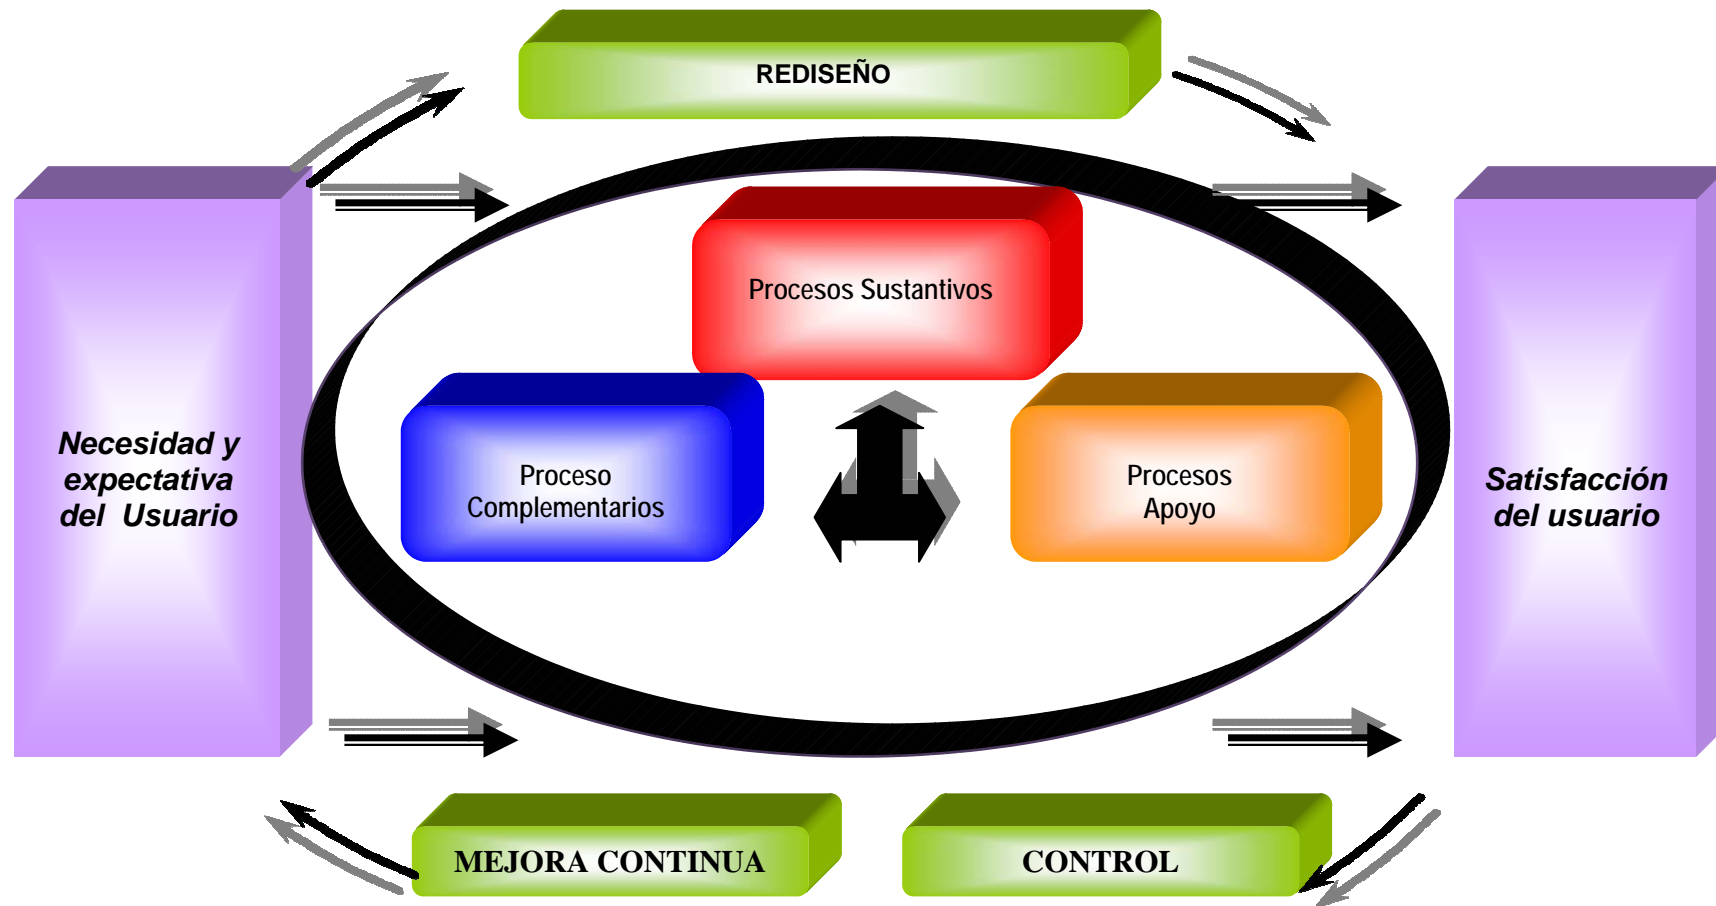 REDISEÑO
Procesos Sustantivos
Necesidad y
expectativa
del  Usuario
Proceso
Complementarios
Procesos
Apoyo
Satisfacción
del usuario
MEJORA CONTINUA
CONTROL